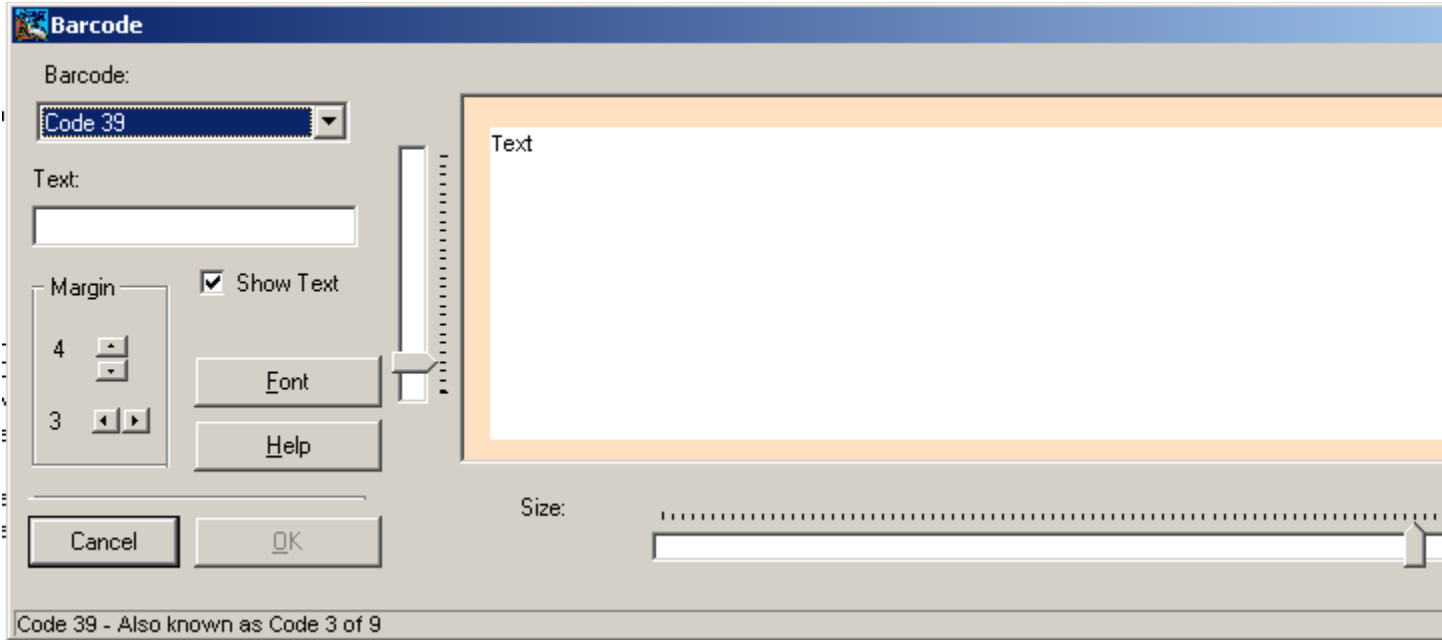 Barcode
Barcode:
Code 39
Text:
Text
Margin
Show Text
4
Font
3
Help
Size:
Cancel
OK
Code 39 - Also known as Code 3 of 9